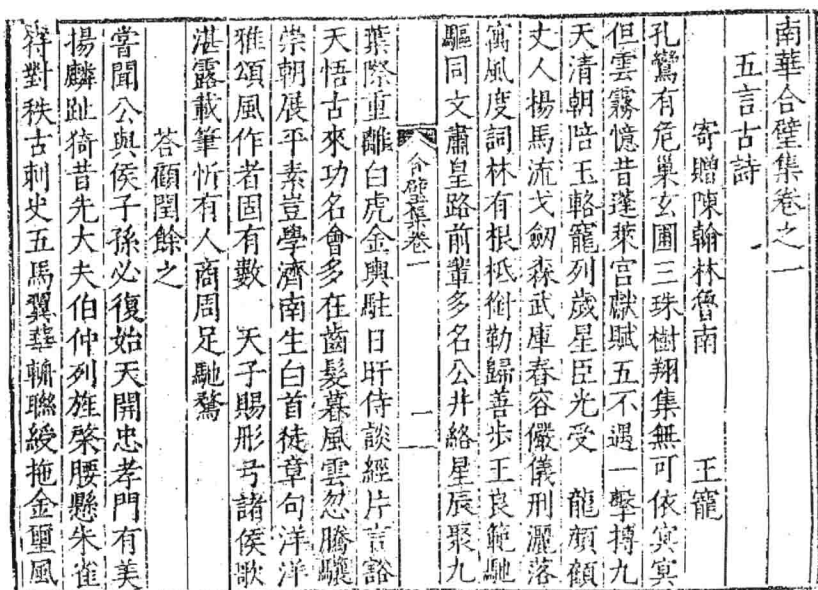 南華合璧集卷之一
五言古詩
寄贈陳翰林魯南 王寵
孔鸞有危巢玄圃三珠樹翔集無可依冥冥
但雲霧憶昔蓬萊宮獻賦五不遇一擊摶九
天清朝陪玉輅寵列歲星臣光受 龍顏顧
丈人揚馬流戈劒森武庫春容儼儀刑灑落
寓風度詞林有根柢銜勒歸善步王良範馳
驅同文蕭皇路前輩多名公井絡星辰聚九
合璧集卷一 一
葉際重離白虎金輿駐日旰侍談經片言豁
天悟古來功名會多在齒髮暮風雲忽騰驤
崇朝展平素豈學濟南生白首徒章句洋洋
雅頌風作者固有數 天子賜彤弓諸侯歌
湛露載筆忻有人商周足馳騖
答顧閏餘之
嘗聞公與侯子孫必復始天開忠孝門有美
揚麟趾猗昔先大夫伯仲列旌棨腰懸朱雀
符對秩古刺史五馬翼華輈聯綬拖金璽風